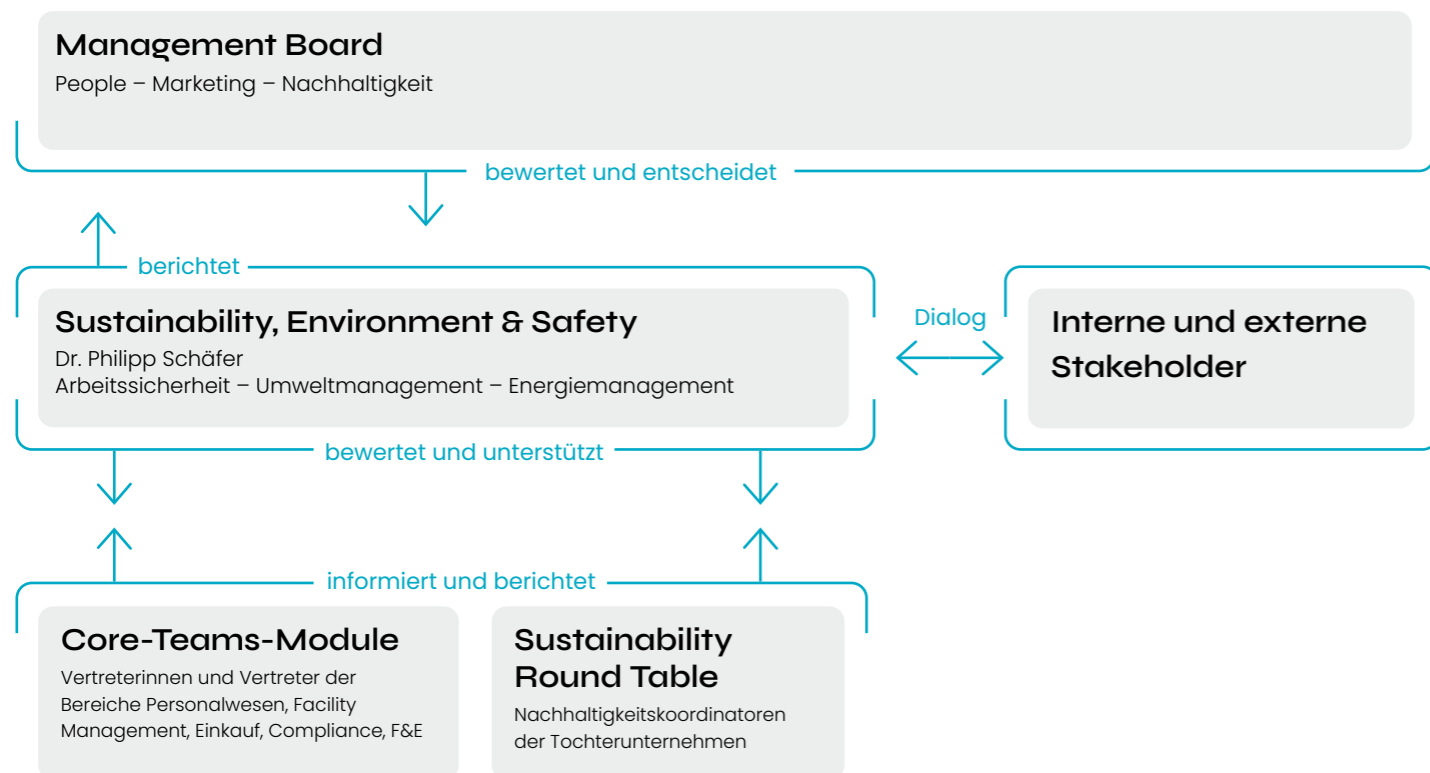 Management Board
People – Marketing – Nachhaltigkeit
bewertet und entscheidet
berichtet
Sustainability, Environment & Safety
Dr. Philipp Schäfer
Arbeitssicherheit – Umweltmanagement – Energiemanagement
Dialog
Interne und externe
Stakeholder
bewertet und unterstützt
informiert und berichtet
Core-Teams-Module
Vertreterinnen und Vertreter der
Bereiche Personalwesen, Facility
Management, Einkauf, Compliance, F&E
Sustainability
Round Table
Nachhaltigkeitskoordinatoren
der Tochterunternehmen